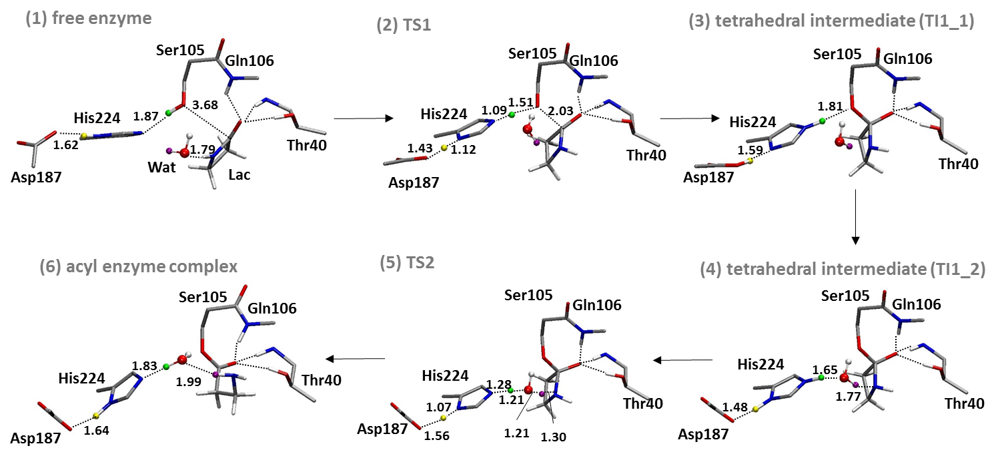 (1) free enzyme
Ser105
Gln106
3.68
1.87
His224
1.62
1.79
Wat
Lac
Thr40
Asp187
(2) TS1
Ser105
Gln106
1.51
1.09
2.03
His224
1.43
1.12
Thr40
Asp187
(3) tetrahedral intermediate (TI1_1)
Ser105
Gln106
1.81
His224
1.59
Thr40
Asp187
(6) acyl enzyme complex
Ser105
Gln106
1.83
His224
1.99
Thr40
1.64
Asp187
(5) TS2
Ser105
Gln106
His224
1.28
1.21
1.07
Thr40
Asp187
1.56
1.21
1.30
(4) tetrahedral intermediate (TI1_2)
Ser105
Gln106
His224
1.65
1.77
1.48
Thr40
Asp187